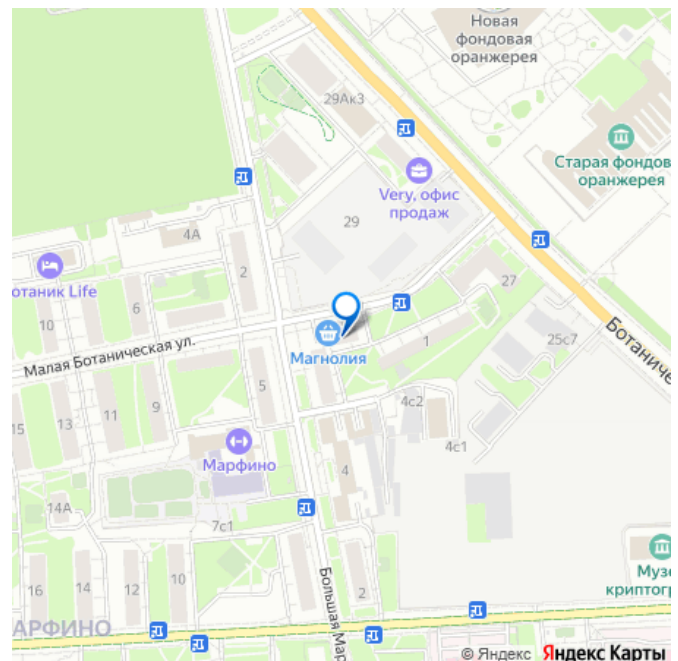 Новая
фондовая
оранжерея
29Ак3
Старая фондов
оранжерея
Very, офис
продаж
29
4А
2
27
отаник Life
6
10
Малая Ботаническая ул.
Магнолия
1
25с7
Ботаниче
5
9
11
13
15
4с2
4с1
Марфино
4
14А
7с1
Музе
криптогр
16
14
12
10
2
Большая Мар
АРФИНО
© Яндекс Яндекс Карты